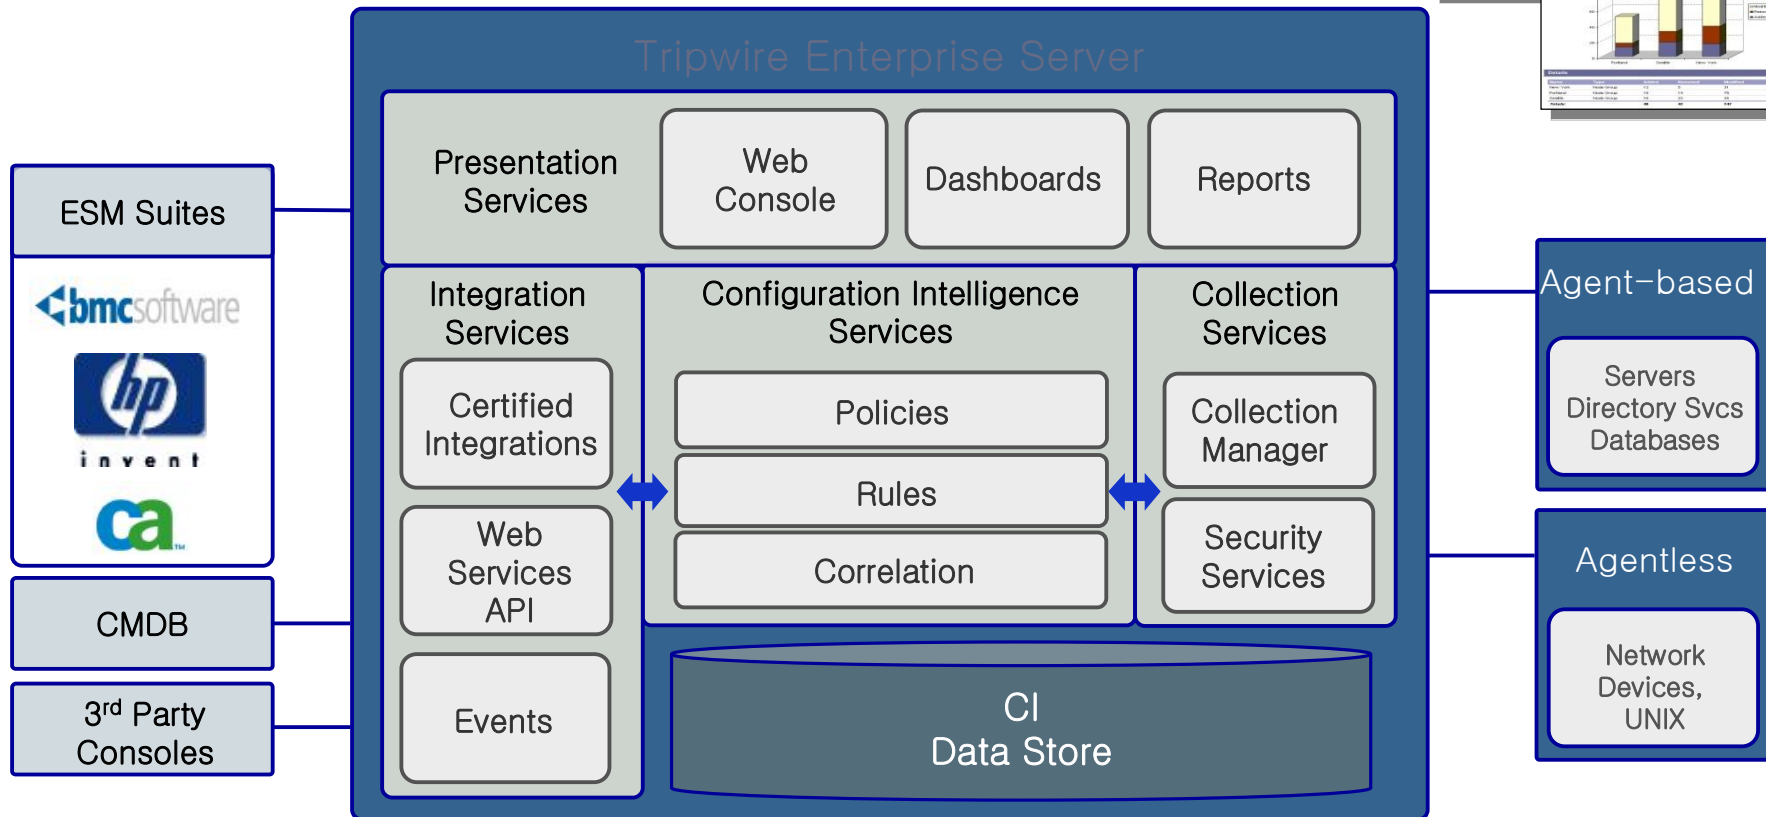 Tripwire Enterprise Server
Presentation
Services
Web
Console
Dashboards
Reports
ESM Suites
bmcsoftware
hp
invent
ca™
CMDB
3rd Party
Consoles
Integration
Services
Certified
Integrations
Web
Services
API
Events
Configuration Intelligence
Services
Policies
Rules
Correlation
Collection
Services
Collection
Manager
Security
Services
CI
Data Store
Agent-based
Servers
Directory Svcs
Databases
Agentless
Network
Devices,
UNIX